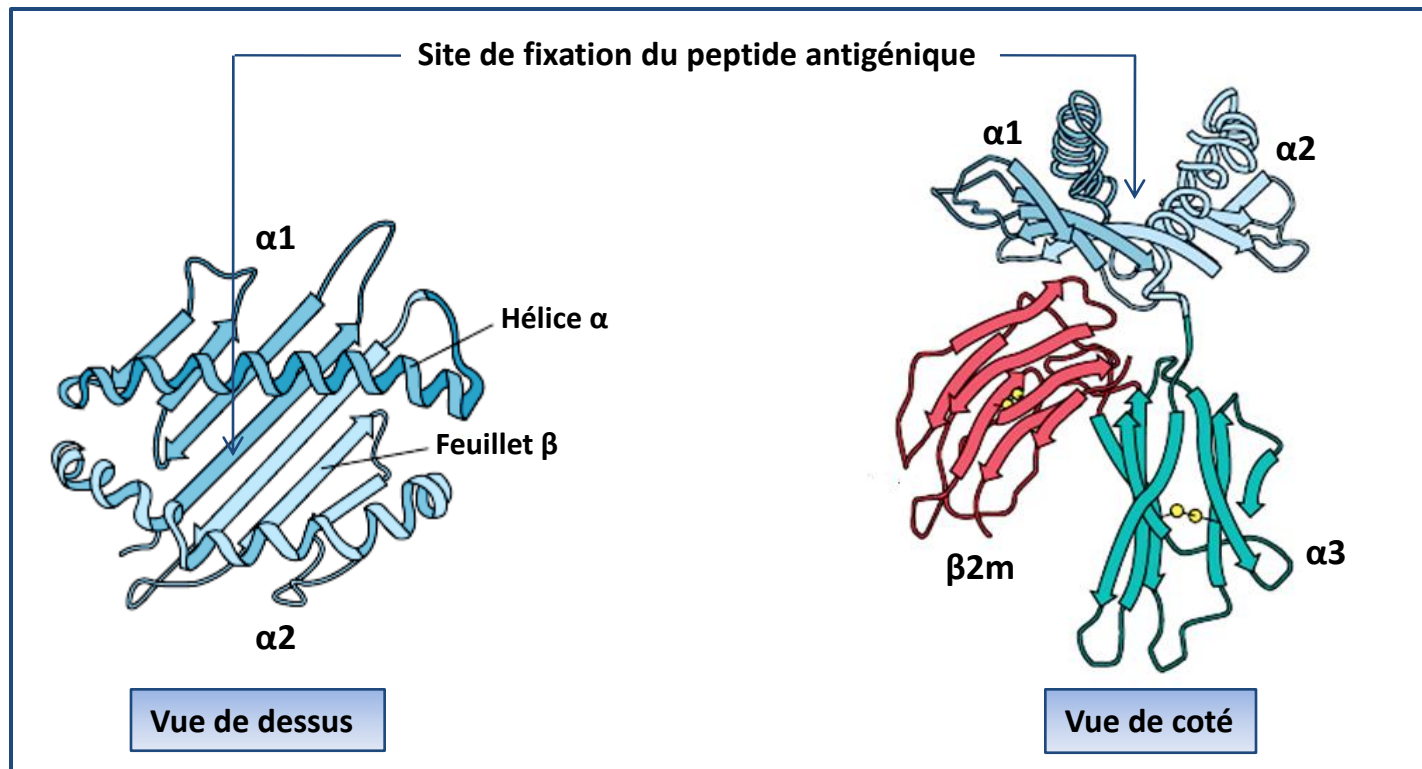 Site de fixation du peptide antigénique
α1
Hélice α
Feuillet β
α2
Vue de dessus
α1
α2
β2m
α3
Vue de coté